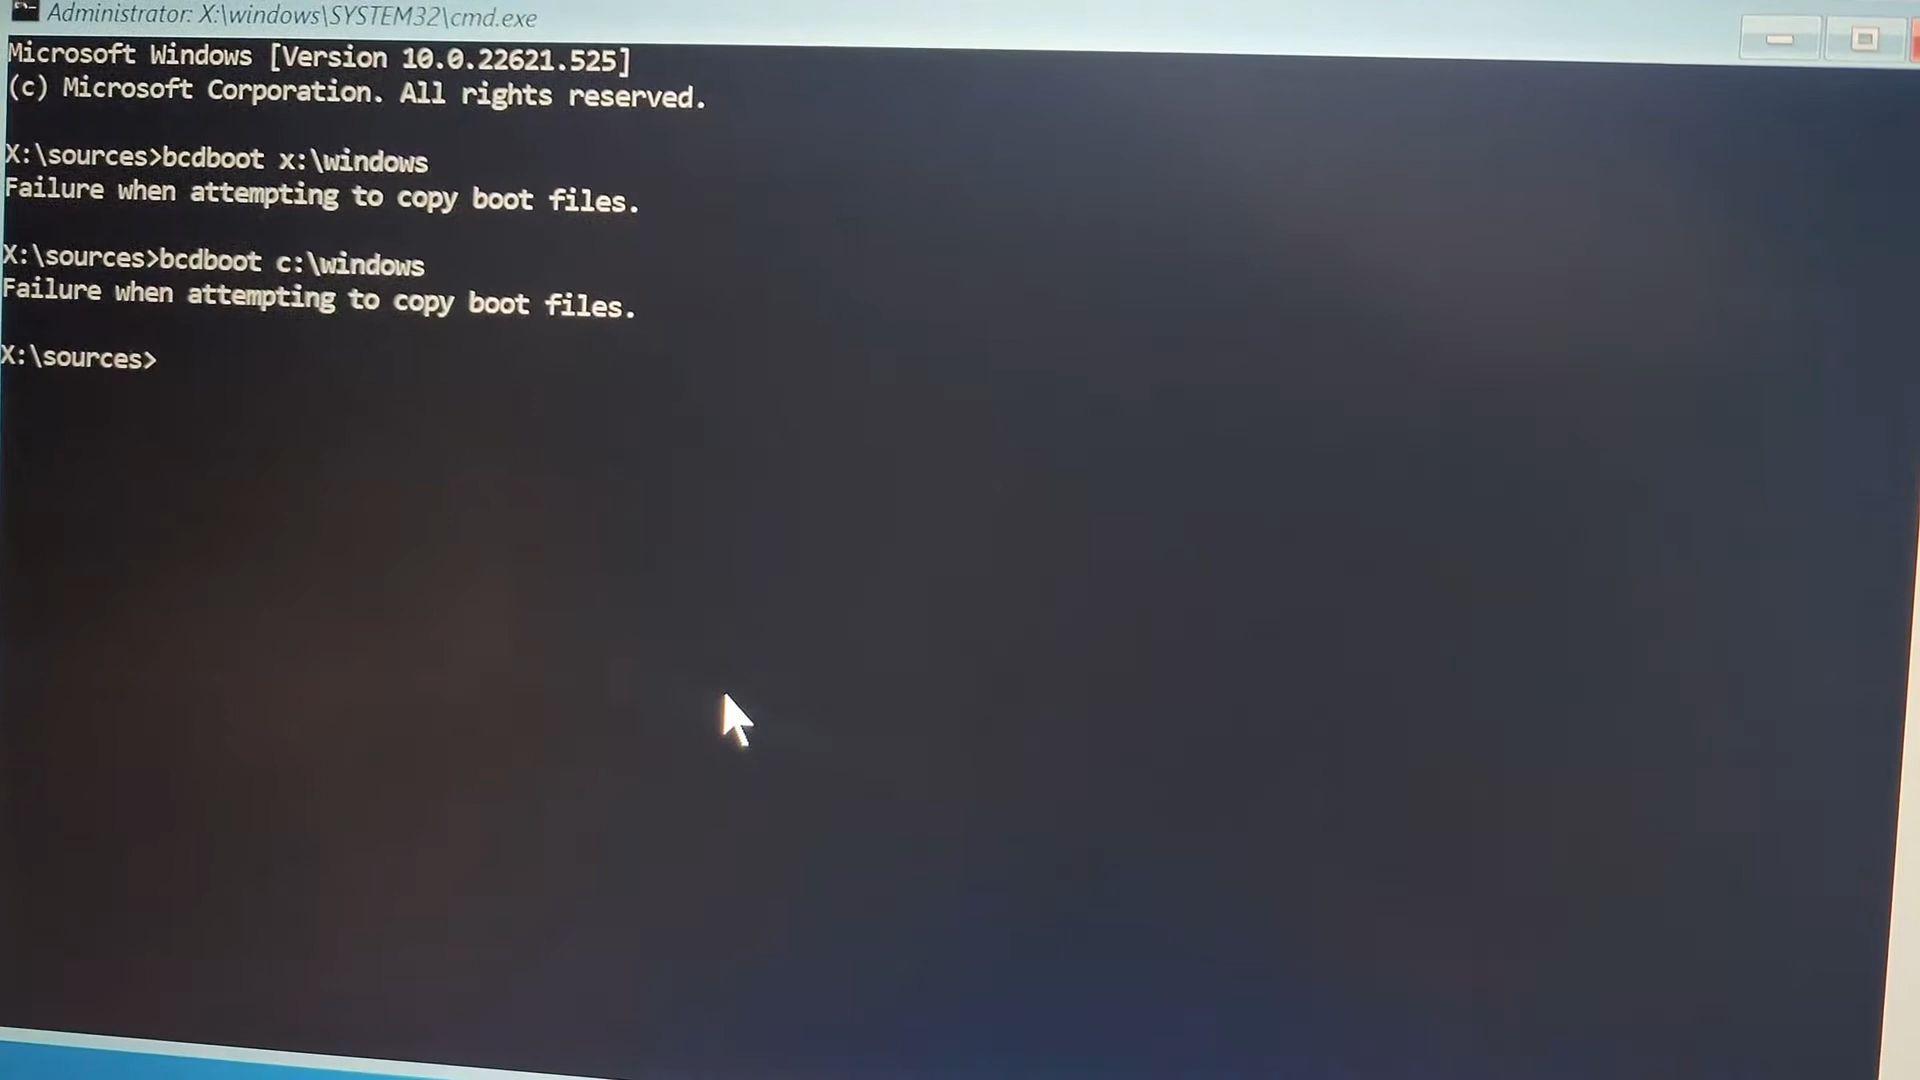 Administrator: X:\windows\SYSTEM32\cmd.exe
Microsoft Windows [Version 10.0.22621.525]
(c) Microsoft Corporation. All rights reserved.
X:\sources>bcdboot x:\windows
Failure when attempting to copy boot files.
X:\sources>bcdboot c:\windows
Failure when attempting to copy boot files.
X:\sources>